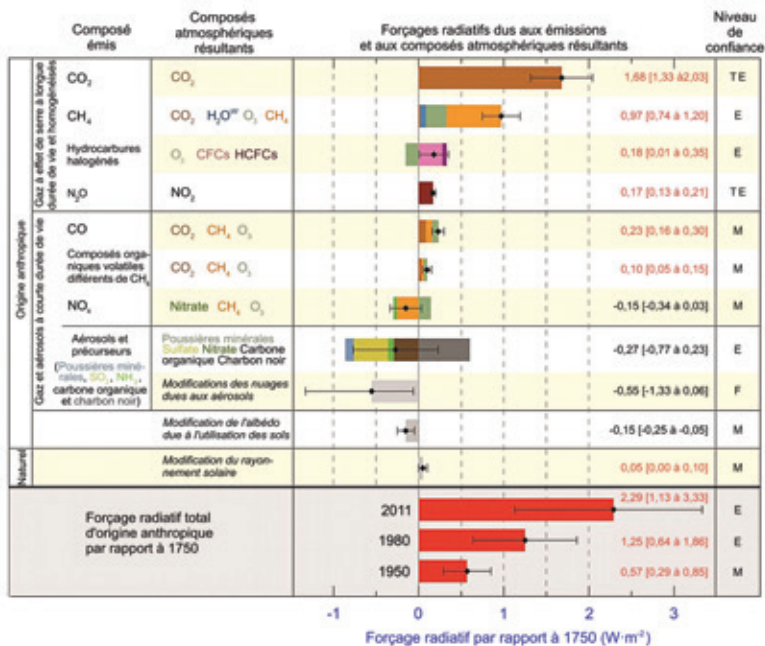 Composé
émis
Composés
atmosphériques
résultants
Forçages radiatifs dus aux émissions
et aux composés atmosphériques résultants
Niveau
de
confiance
Origine anthropique
Gaz à effet de serre à longue
durée de vie et homogénéisés
CO2
CO2
1,68 [1,33 à2,03]
TE
CH4
CO2 H2Ostr O3 CH4
0,97 [0,74 à 1,20]
E
Hydrocarbures
halogénés
O3 CFCs HCFCs
0,18 [0,01 à 0,35]
E
N2O
NO2
0,17 [0,13 à 0,21]
TE
Gaz et aérosols à courte durée de vie
CO
CO2 CH4 O3
0,23 [0,16 à 0,30]
M
Composés orga-
niques volatiles
différents de CH4
CO2 CH4 O3
0,10 [0,05 à 0,15]
M
NOx
Nitrate CH4 O3
-0,15 [-0,34 à 0,03]
M
Aérosols et
précurseurs
(Poussières miné-
rales, SO2, NH3,
carbone organique
et charbon noir)
Poussières minérales
Sulfate Nitrate Carbone
organique Charbon noir
-0,27 [-0,77 à 0,23]
E
Modifications des nuages
dues aux aérosols
-0,55 [-1,33 à 0,06]
F
Modification de l'albédo
due à l'utilisation des sols
-0,15 [-0,25 à -0,05]
M
Naturel
Modification du rayon-
nement solaire
0,05 [0,00 à 0,10]
M
Forçage radiatif total
d'origine anthropique
par rapport à 1750
2011
2,29 [1,13 à 3,33]
E
1980
1,25 [0,64 à 1,86]
E
1950
0,57 [0,29 à 0,85]
M
-1 0 1 2 3
Forçage radiatif par rapport à 1750 (W·m-2)